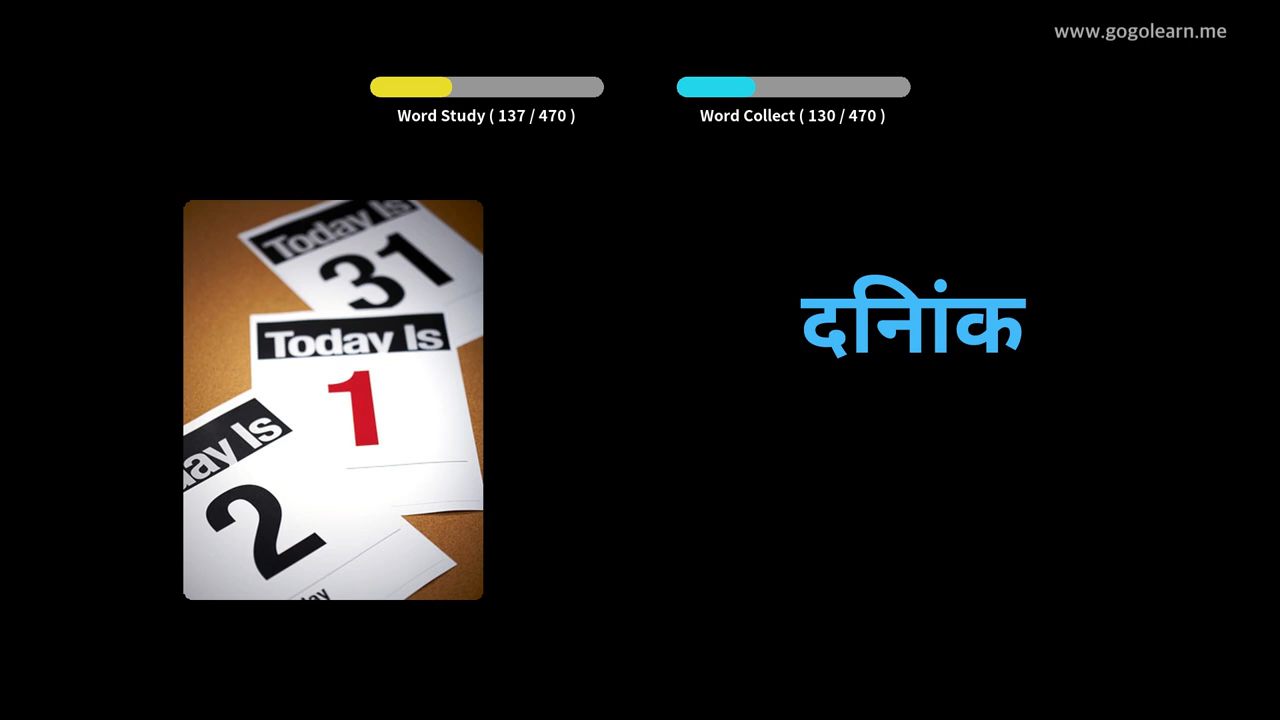 www.gogolearn.me
Word Study ( 137 / 470 )
Word Collect ( 130 / 470 )
Today Is
31
Today Is
1
day Is
2
दनिांक